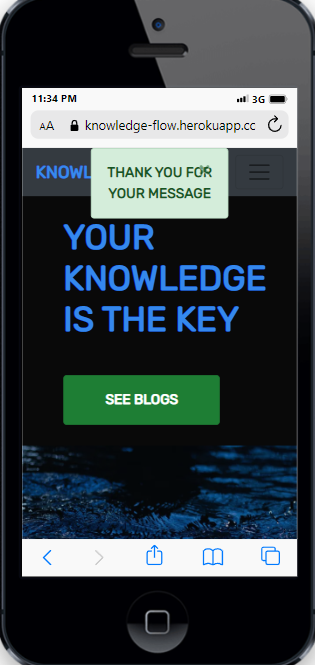 11:34 PM
3G
AA
knowledge-flow.herokuapp.cc
KNOWL
THANK YOU FOR
YOUR MESSAGE
YOUR
KNOWLEDGE
IS THE KEY
SEE BLOGS